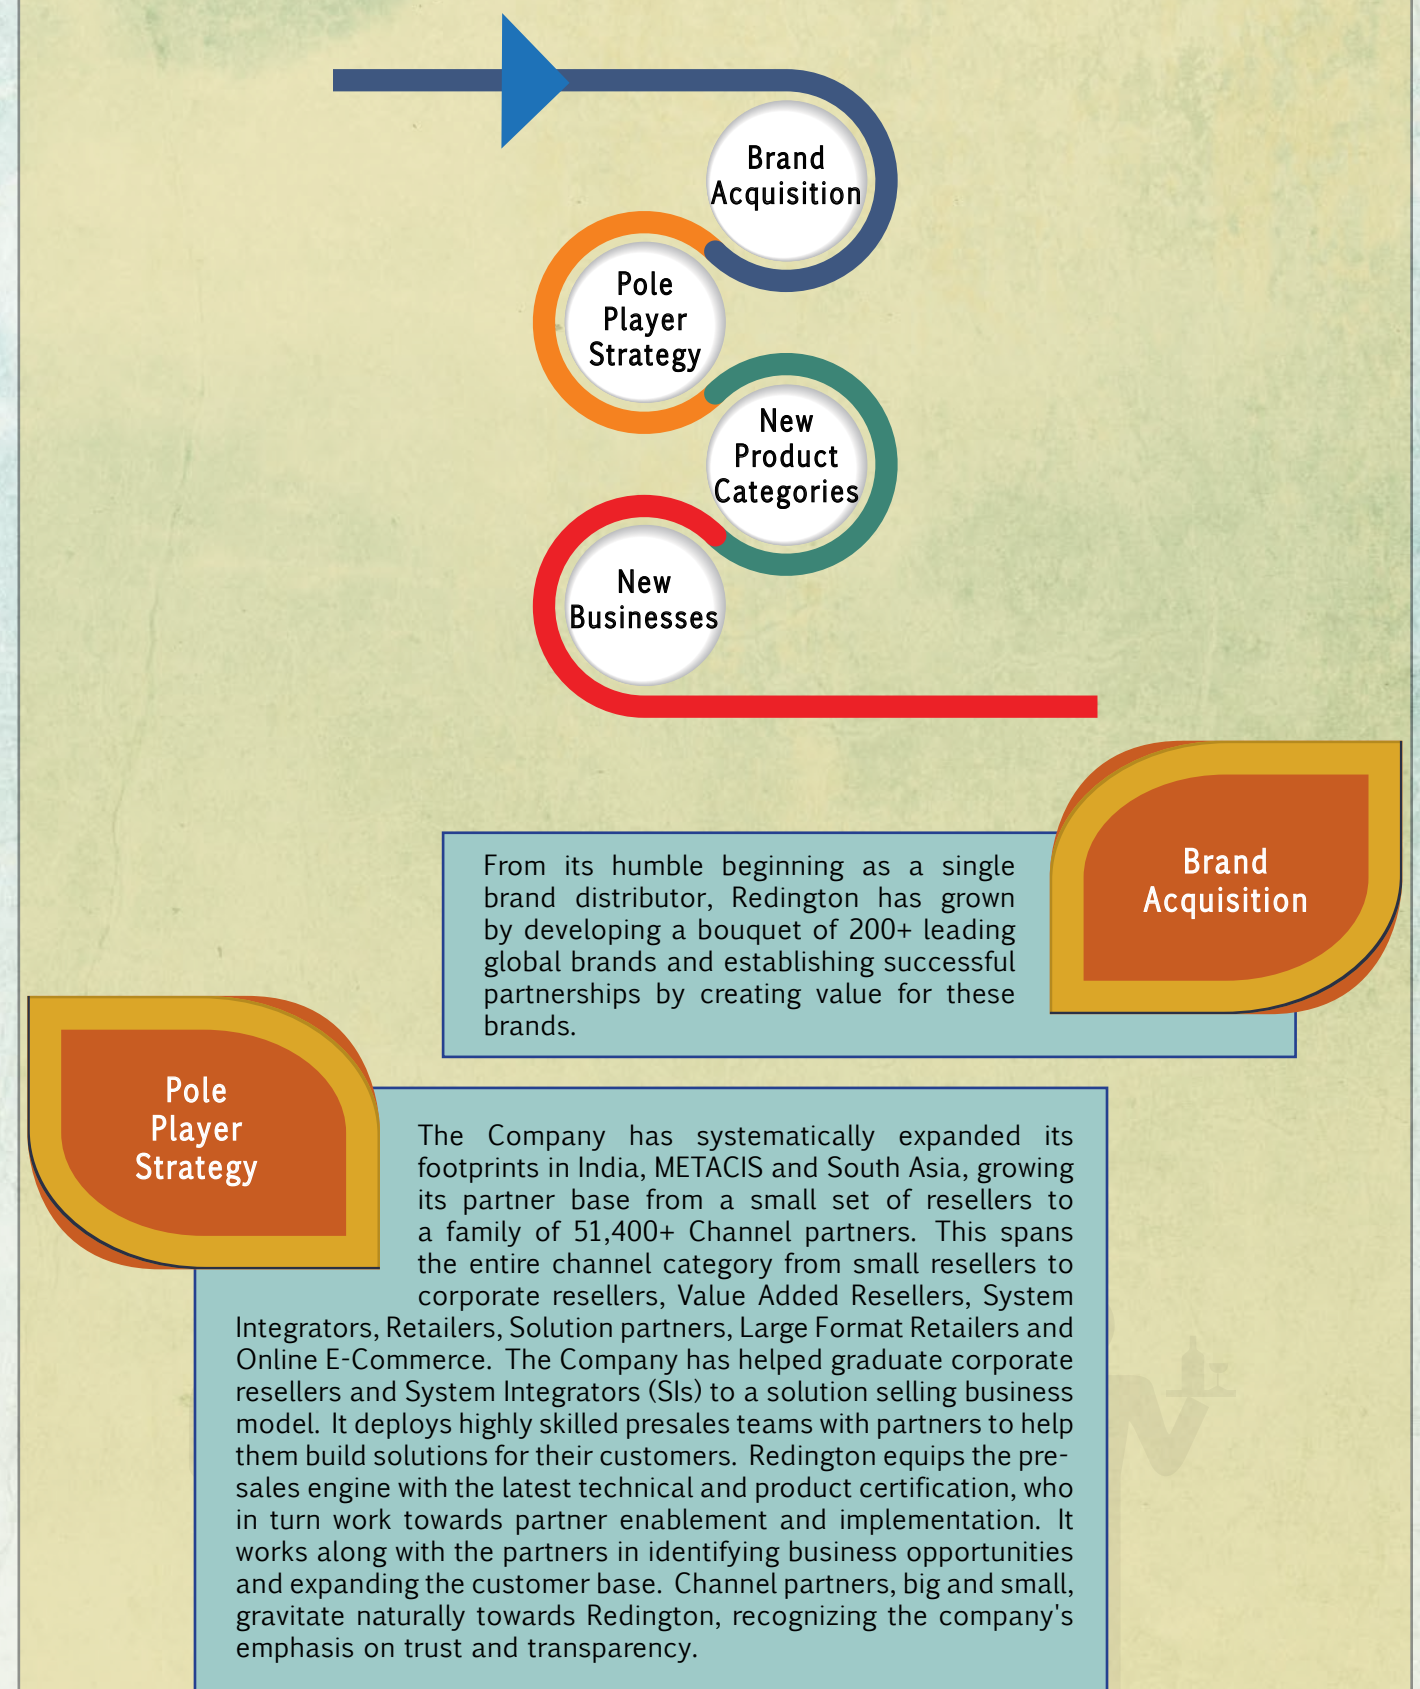 Brand
Acquisition
Pole
Player
Strategy
New
Product
Categories
New
Businesses
Brand
Acquisition
From its humble beginning as a single
brand distributor, Redington has grown
by developing a bouquet of 200+ leading
global brands and establishing successful
partnerships by creating value for these
brands.
Pole
Player
Strategy
The Company has systematically expanded its
footprints in India, METACIS and South Asia, growing
its partner base from a small set of resellers to
a family of 51,400+ Channel partners. This spans
the entire channel category from small resellers to
corporate resellers, Value Added Resellers, System
Integrators, Retailers, Solution partners, Large Format Retailers and
Online E-Commerce. The Company has helped graduate corporate
resellers and System Integrators (SIs) to a solution selling business
model. It deploys highly skilled presales teams with partners to help
them build solutions for their customers. Redington equips the pre-
sales engine with the latest technical and product certification, who
in turn work towards partner enablement and implementation. It
works along with the partners in identifying business opportunities
and expanding the customer base. Channel partners, big and small,
gravitate naturally towards Redington, recognizing the company's
emphasis on trust and transparency.